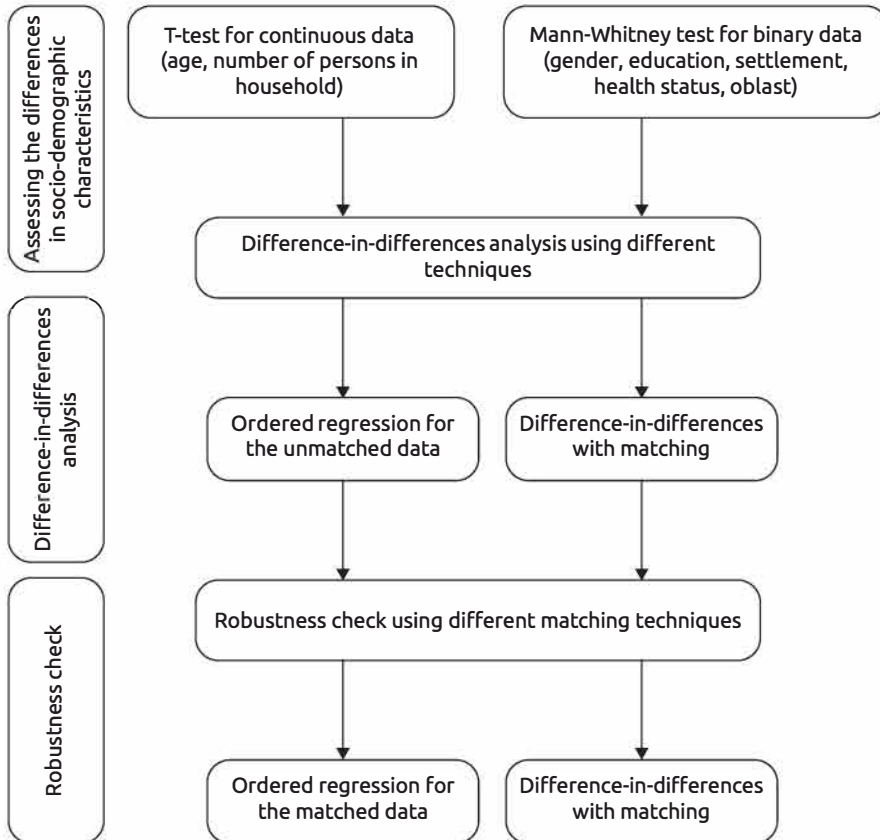 Assessing the differences
in socio-demographic
characteristics
T-test for continuous data
(age, number of persons in
household)
Mann-Whitney test for binary data
(gender, education, settlement,
health status, oblast)
Difference-in-differences analysis using different
techniques
Difference-in-differences
analysis
Ordered regression for
the unmatched data
Difference-in-differences
with matching
Robustness check
Robustness check using different matching techniques
Ordered regression for
the matched data
Difference-in-differences
with matching